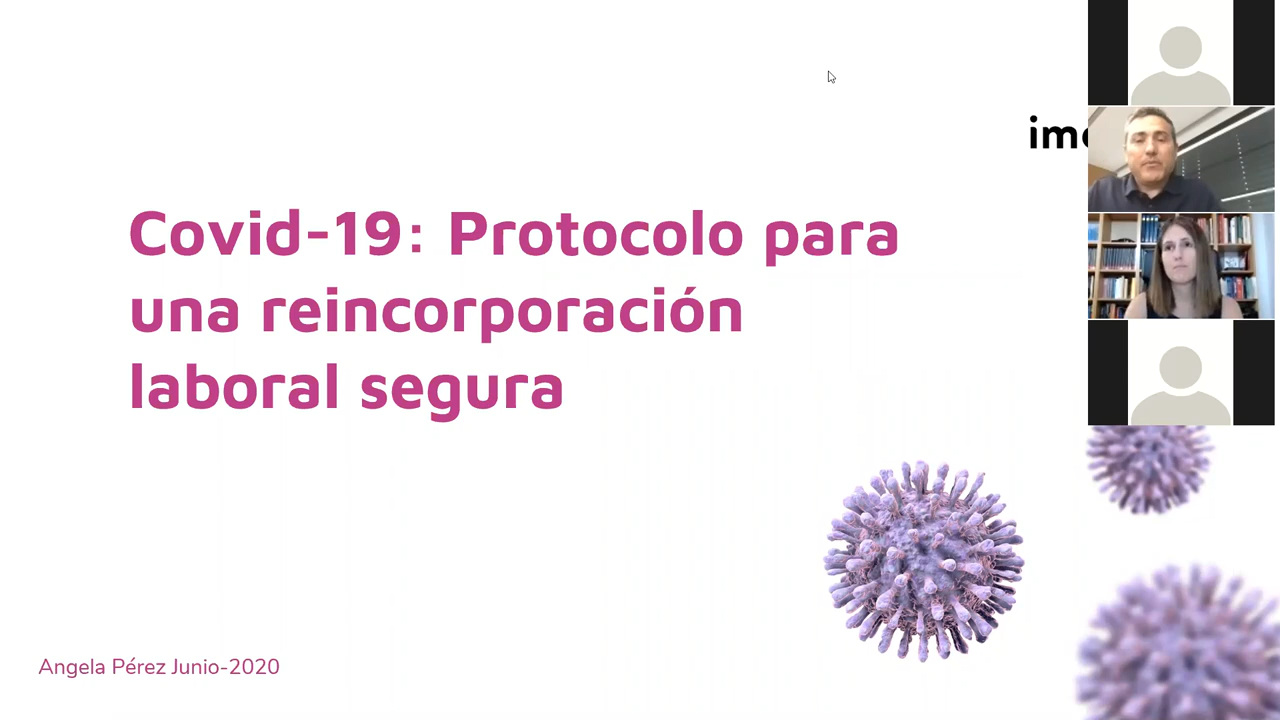 Covid-19: Protocolo para
una reincorporación
laboral segura
Angela Pérez Junio-2020